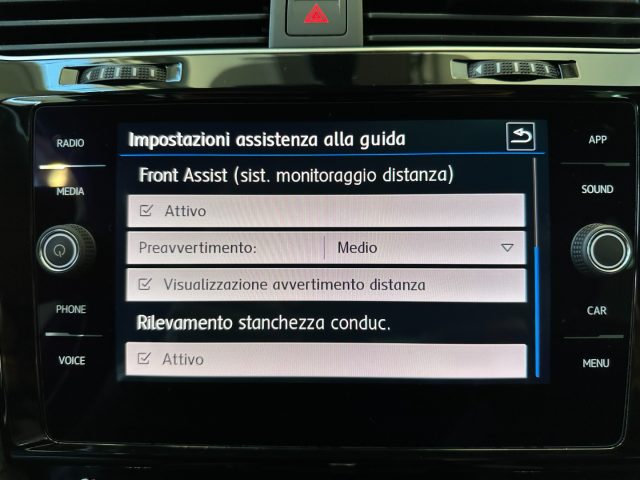 Impostazioni assistenza alla guida
RADIO
APP
Front Assist (sist. monitoraggio distanza)
MEDIA
SOUND
Attivo
Preavvertimento: Medio
Visualizzazione avvertimento distanza
PHONE
CAR
Rilevamento stanchezza conduc.
VOICE
Attivo
MENU